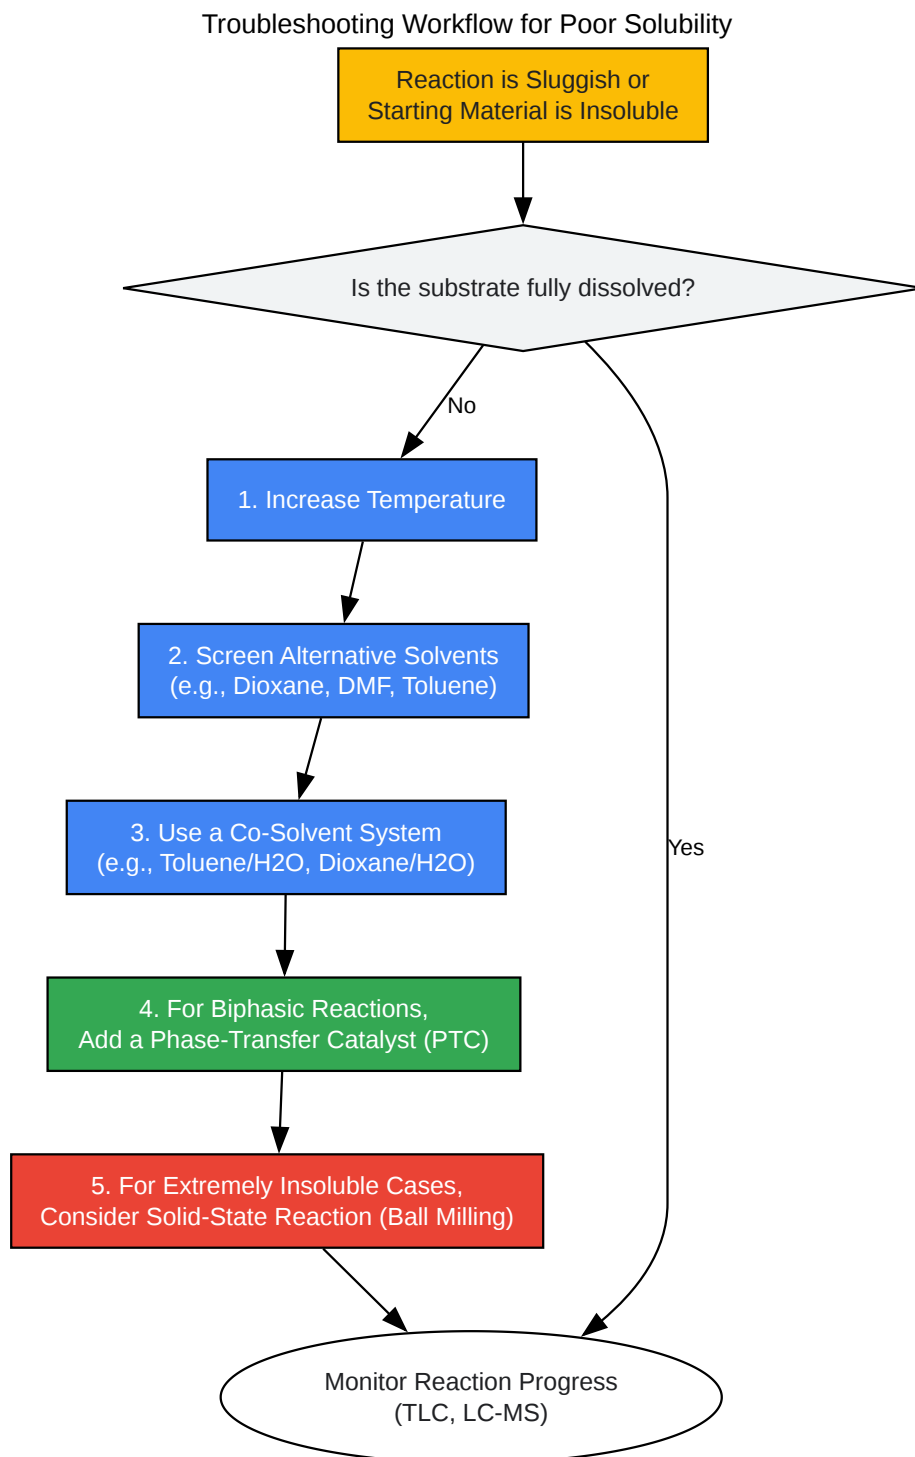 Troubleshooting Workflow for Poor Solubility
Reaction is Sluggish or
Starting Material is Insoluble
Is the substrate fully dissolved?
No
1. Increase Temperature
2. Screen Alternative Solvents
(e.g., Dioxane, DMF, Toluene)
3. Use a Co-Solvent System
(e.g., Toluene/H2O, Dioxane/H2O)
Yes
4. For Biphasic Reactions,
Add a Phase-Transfer Catalyst (PTC)
5. For Extremely Insoluble Cases,
Consider Solid-State Reaction (Ball Milling)
Monitor Reaction Progress
(TLC, LC-MS)